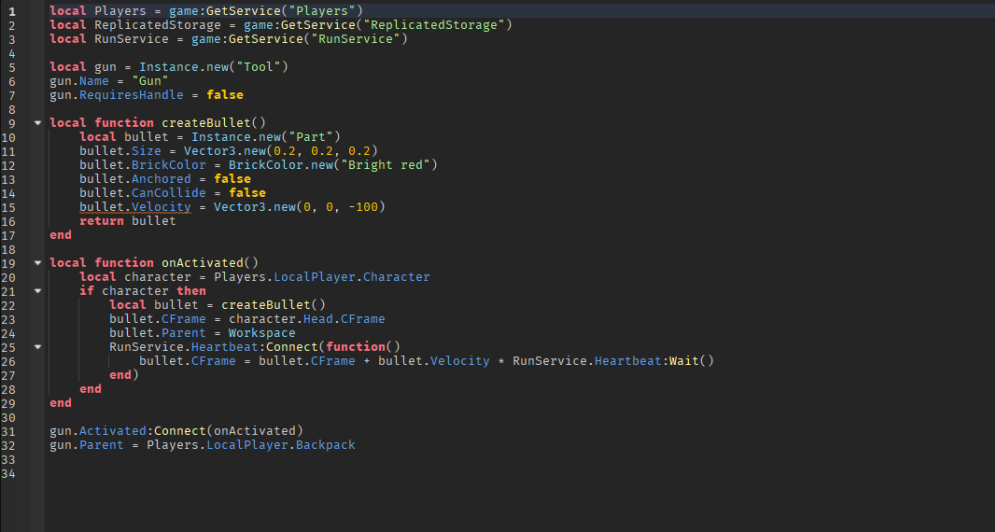 1 local Players = game:GetService("Players")
2 local ReplicatedStorage = game:GetService("ReplicatedStorage")
3 local RunService = game:GetService("RunService")
4
5 local gun = Instance.new("Tool")
6 gun.Name = "Gun"
7 gun.RequiresHandle = false
8
9 local function createBullet()
10     local bullet = Instance.new("Part")
11     bullet.Size = Vector3.new(0.2, 0.2, 0.2)
12     bullet.BrickColor = BrickColor.new("Bright red")
13     bullet.Anchored = false
14     bullet.CanCollide = false
15     bullet.Velocity = Vector3.new(0, 0, -100)
16     return bullet
17 end
18
19 local function onActivated()
20     local character = Players.LocalPlayer.Character
21     if character then
22         local bullet = createBullet()
23         bullet.CFrame = character.Head.CFrame
24         bullet.Parent = Workspace
25         RunService.Heartbeat:Connect(function()
26             bullet.CFrame = bullet.CFrame + bullet.Velocity * RunService.Heartbeat:Wait()
27         end)
28     end
29 end
30
31 gun.Activated:Connect(onActivated)
32 gun.Parent = Players.LocalPlayer.Backpack
33
34